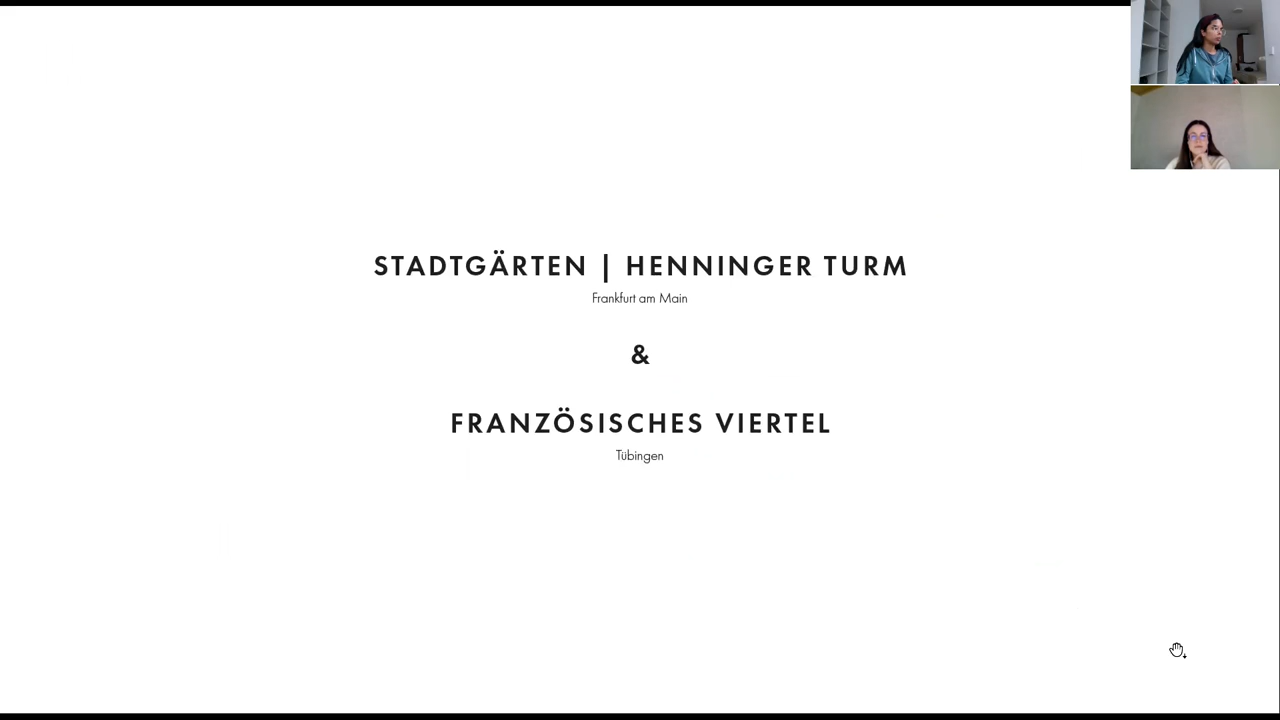 STADTGÄRTEN | HENNINGER TURM
Frankfurt am Main
&
FRANZÖSISCHES VIERTEL
Tübingen